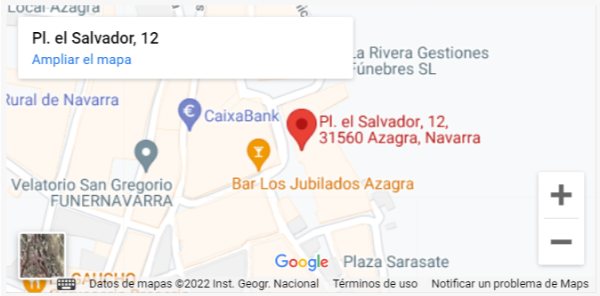 Local Azagra
Pl. el Salvador, 12
Ampliar el mapa
La Rivera Gestiones
Fúnebres SL
Rural de Navarra
CaixaBank
Pl. el Salvador, 12,
31560 Azagra, Navarra
Velatorio San Gregorio
FUNERNAVARRA
Bar Los Jubilados Azagra
Google
Plaza Sarasate
GAUCHO
Datos de mapas ©2022 Inst. Geogr. Nacional
Términos de uso
Notificar un problema de Maps